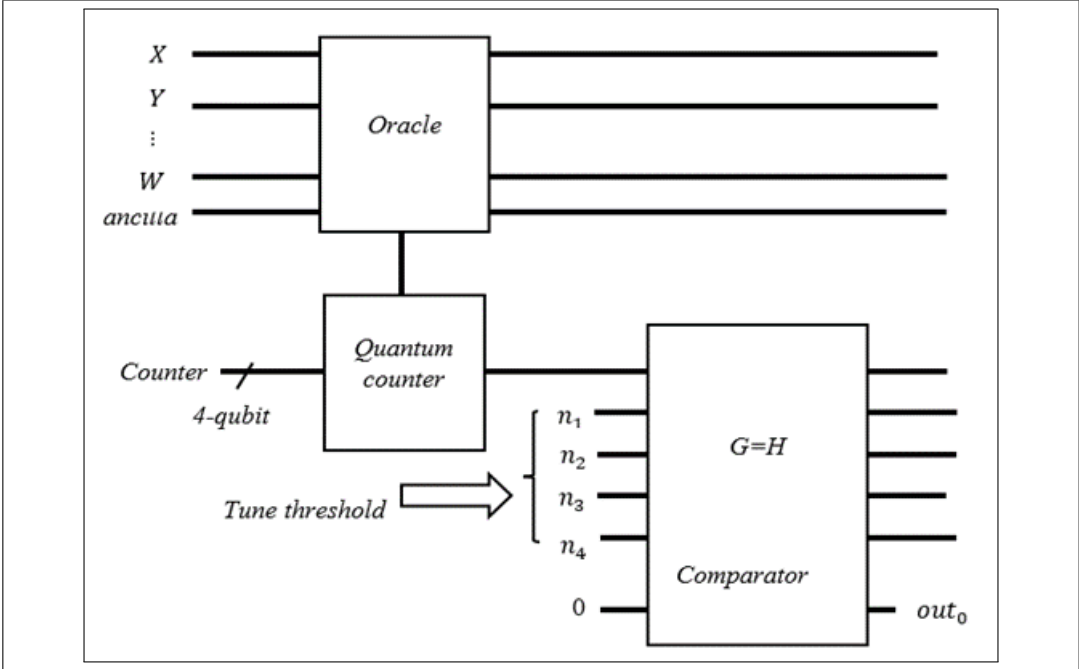 X
Y
⋮
W
ancilla
Oracle
Quantum
counter
Counter
4-qubit
Tune threshold
n₁
n₂
n₃
n₄
0
G=H
Comparator
out₀